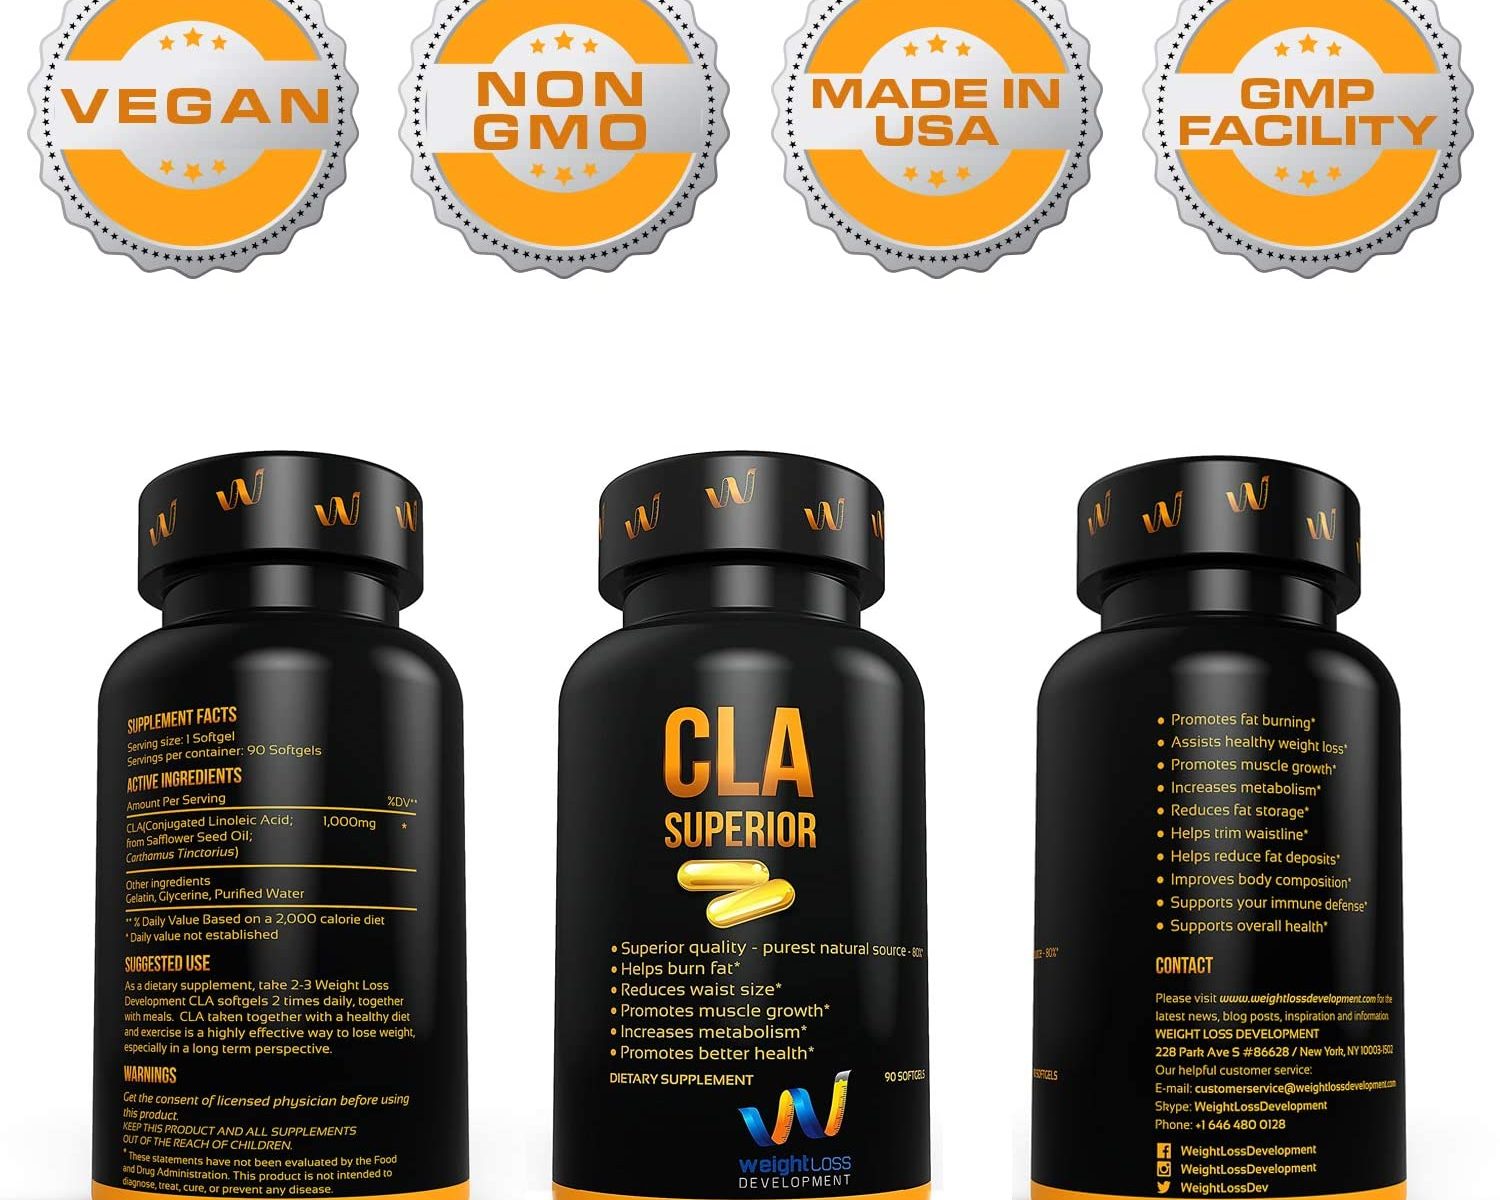 VEGAN
NON
GMO
MADE IN
USA
GMP
FACILITY
SUPPLEMENT FACTS
Serving size: 1 Softgel
Servings per container: 90 Softgels
ACTIVE INGREDIENTS
Amount Per Serving %DV**
CLA(Conjugated Linoleic Acid; 1,000mg *
from Safflower Seed Oil;
Carthamus Tinctorius)
Other ingredients
Gelatin, Glycerine, Purified Water
** % Daily Value Based on a 2,000 calorie diet
* Daily value not established
SUGGESTED USE
As a dietary supplement, take 2-3 Weight Loss
Development CLA softgels 2 times daily, together
with meals. CLA taken together with a healthy diet
and exercise is a highly effective way to lose weight,
especially in a long term perspective.
WARNINGS
Get the consent of licensed physician before using
this product.
KEEP THIS PRODUCT AND ALL SUPPLEMENTS
OUT OF THE REACH OF CHILDREN.
* These statements have not been evaluated by the Food
and Drug Administration. This product is not intended to
diagnose, treat, cure, or prevent any disease.
CLA
SUPERIOR
• Superior quality - purest natural source - 80%*
• Helps burn fat*
• Reduces waist size*
• Promotes muscle growth*
• Increases metabolism*
• Promotes better health*
DIETARY SUPPLEMENT 90 SOFTGELS
weightLoss
DEVELOPMENT
- 80%*
SOFTGELS
• Promotes fat burning*
• Assists healthy weight loss*
• Promotes muscle growth*
• Increases metabolism*
• Reduces fat storage*
• Helps trim waistline*
• Helps reduce fat deposits*
• Improves body composition*
• Supports your immune defense*
• Supports overall health*
CONTACT
Please visit www.weightlossdevelopment.com for the
latest news, blog posts, inspiration and information
WEIGHT LOSS DEVELOPMENT
228 Park Ave S #86628 / New York, NY 10003-1502
Our helpful customer service:
E-mail: customerservice@weightlossdevelopment.com
Skype: WeightLossDevelopment
Phone: +1 646 480 0128
WeightLossDevelopment
WeightLossDevelopment
WeightLossDev